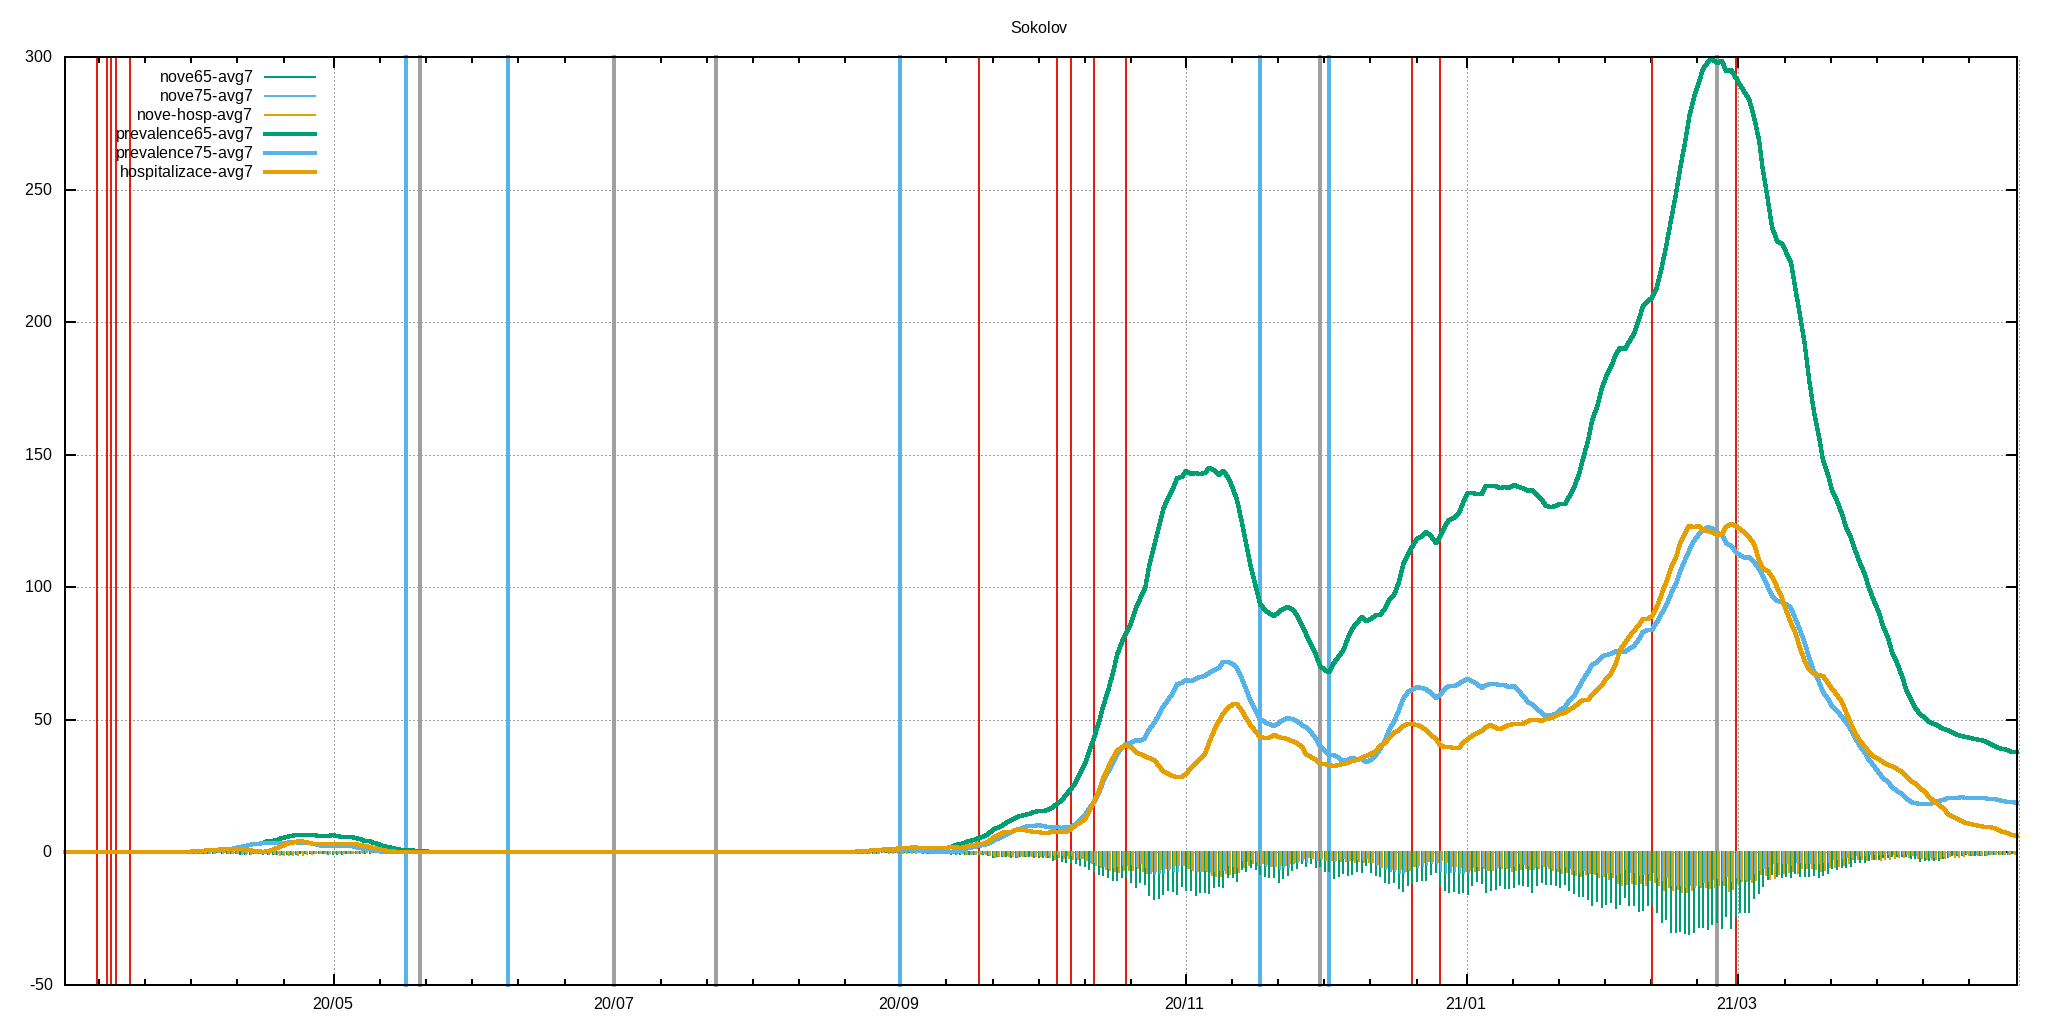 Sokolov
300
250
200
150
100
50
0
-50
nove65-avg7
nove75-avg7
nove-hosp-avg7
prevalence65-avg7
prevalence75-avg7
hospitalizace-avg7
20/05 20/07 20/09 20/11 21/01 21/03